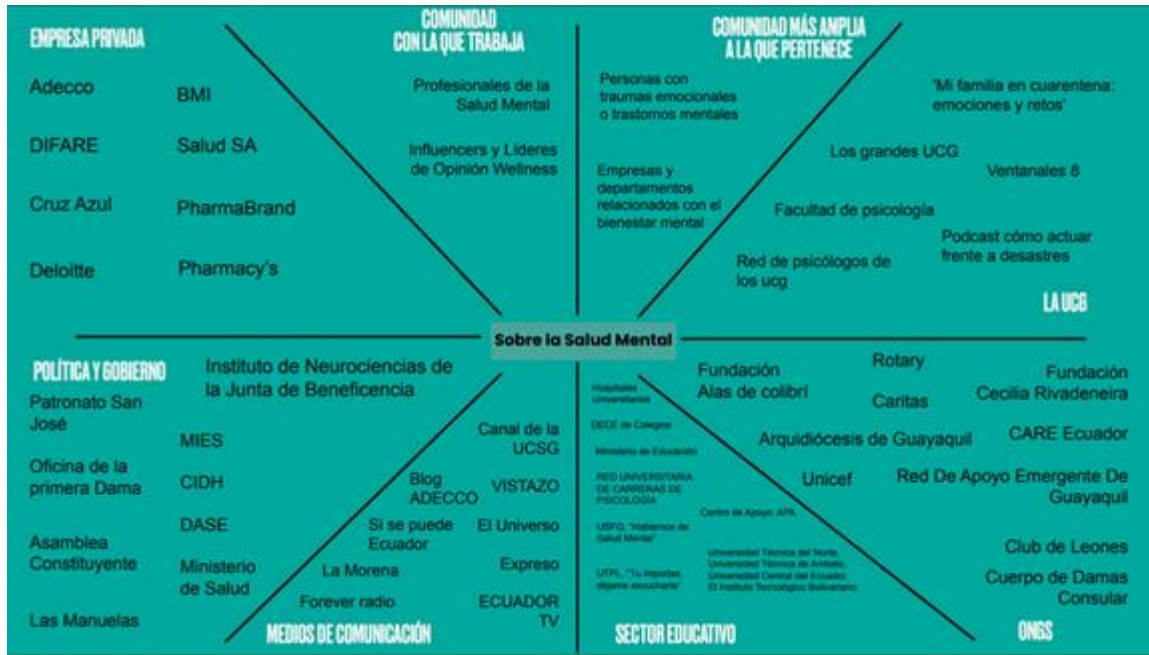 EMPRESA PRIVADA
Adecco
BMI
DIFARE
Salud SA
Cruz Azul
PharmaBrand
Deloitte
Pharmacy's
COMUNIDAD
CON LA QUE TRABAJA
Profesionales de la
Salud Mental
Influencers y Líderes
de Opinión Wellness
COMUNIDAD MÁS AMPLIA
A LA QUE PERTENECE
Personas con
traumas emocionales
o trastornos mentales
Empresas y
departamentos
relacionados con el
bienestar mental
'Mi familia en cuarentena:
emociones y retos'
Los grandes UCG
Ventanales 8
Facultad de psicología
Podcast cómo actuar
frente a desastres
Red de psicólogos de
los ucg
LA UCG
Sobre la Salud Mental
POLÍTICA Y GOBIERNO
Instituto de Neurociencias de
la Junta de Beneficencia
Patronato San
José
MIES
Oficina de la
primera Dama
CIDH
DASE
Asamblea
Constituyente
Ministerio
de Salud
Las Manuelas
Canal de la
UCSG
Blog
ADECCO
VISTAZO
Si se puede
Ecuador
El Universo
La Morena
Expreso
Forever radio
ECUADOR
TV
MEDIOS DE COMUNICACIÓN
Hospitales
Universitarios
DECE de Colegios
Ministerio de Educación
RED UNIVERSITARIA
DE CARRERAS DE
PSICOLOGÍA
Centro de Apoyo: APA
USFQ, "Hablemos de
Salud Mental"
UTPL, "Tu importas,
déjame escucharte"
Universidad Técnica del Norte,
Universidad Técnica de Ambato,
Universidad Central del Ecuador,
El Instituto Tecnológico Bolivariano
SECTOR EDUCATIVO
Fundación
Alas de colibrí
Rotary
Caritas
Fundación
Cecilia Rivadeneira
Arquidiócesis de Guayaquil
CARE Ecuador
Unicef
Red De Apoyo Emergente De
Guayaquil
Club de Leones
Cuerpo de Damas
Consular
ONGS